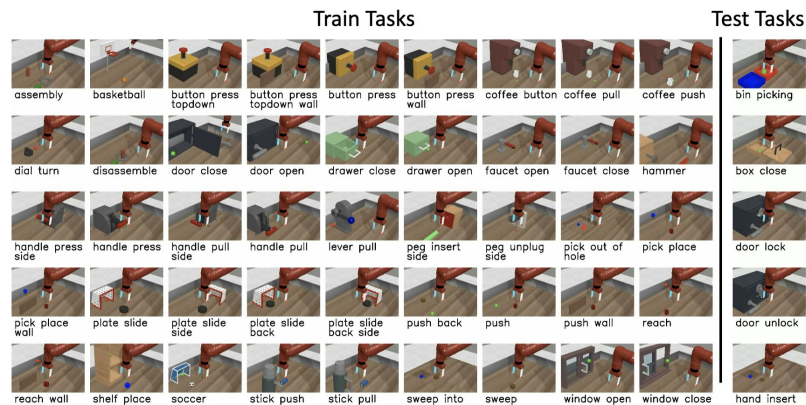 Train Tasks
Test Tasks
assembly
basketball
button press
topdown
button press
topdown wall
button press
button press
wall
coffee button
coffee pull
coffee push
bin picking
dial turn
disassemble
door close
door open
drawer close
drawer open
faucet open
faucet close
hammer
box close
handle press
side
handle press
handle pull
side
handle pull
lever pull
peg insert
side
peg unplug
side
pick out of
hole
pick place
door lock
pick place
wall
plate slide
plate slide
side
plate slide
back
plate slide
back side
push back
push
push wall
reach
door unlock
reach wall
shelf place
soccer
stick push
stick pull
sweep into
sweep
window open
window close
hand insert